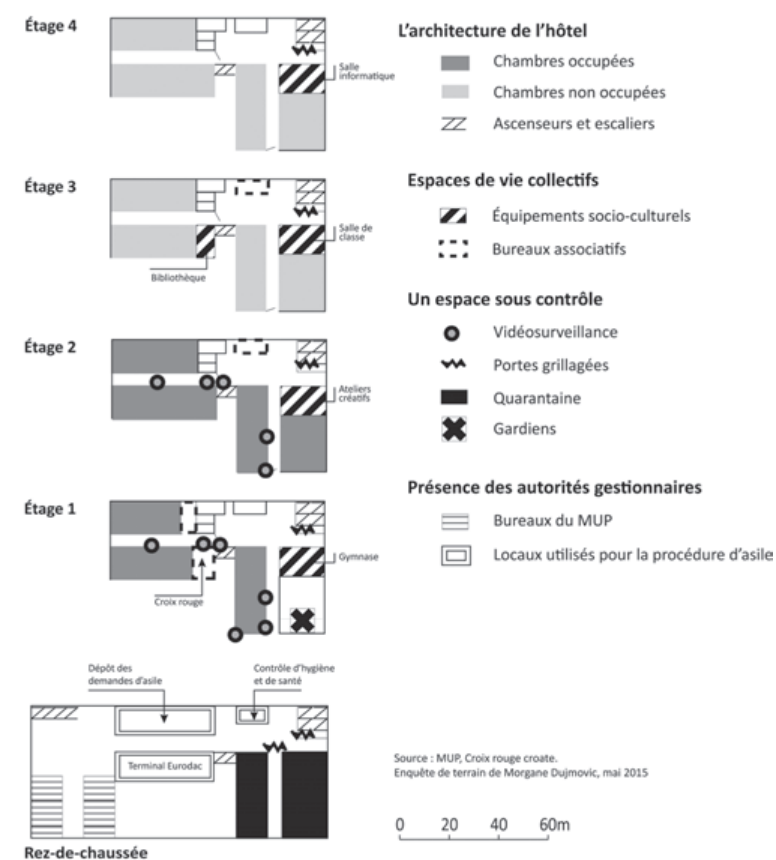 Étage 4
Salle
informatique
Étage 3
Salle de
classe
Bibliothèque
Étage 2
Ateliers
créatifs
Étage 1
Gymnase
Croix rouge
Dépôt des
demandes d'asile
Contrôle d'hygiène
et de santé
Terminal Eurodac
Rez-de-chaussée
L'architecture de l'hôtel
Chambres occupées
Chambres non occupées
Ascenseurs et escaliers
Espaces de vie collectifs
Équipements socio-culturels
Bureaux associatifs
Un espace sous contrôle
Vidéosurveillance
Portes grillagées
Quarantaine
Gardiens
Présence des autorités gestionnaires
Bureaux du MUP
Locaux utilisés pour la procédure d'asile
Source : MUP, Croix rouge croate.
Enquête de terrain de Morgane Dujmovic, mai 2015
0 20 40 60m